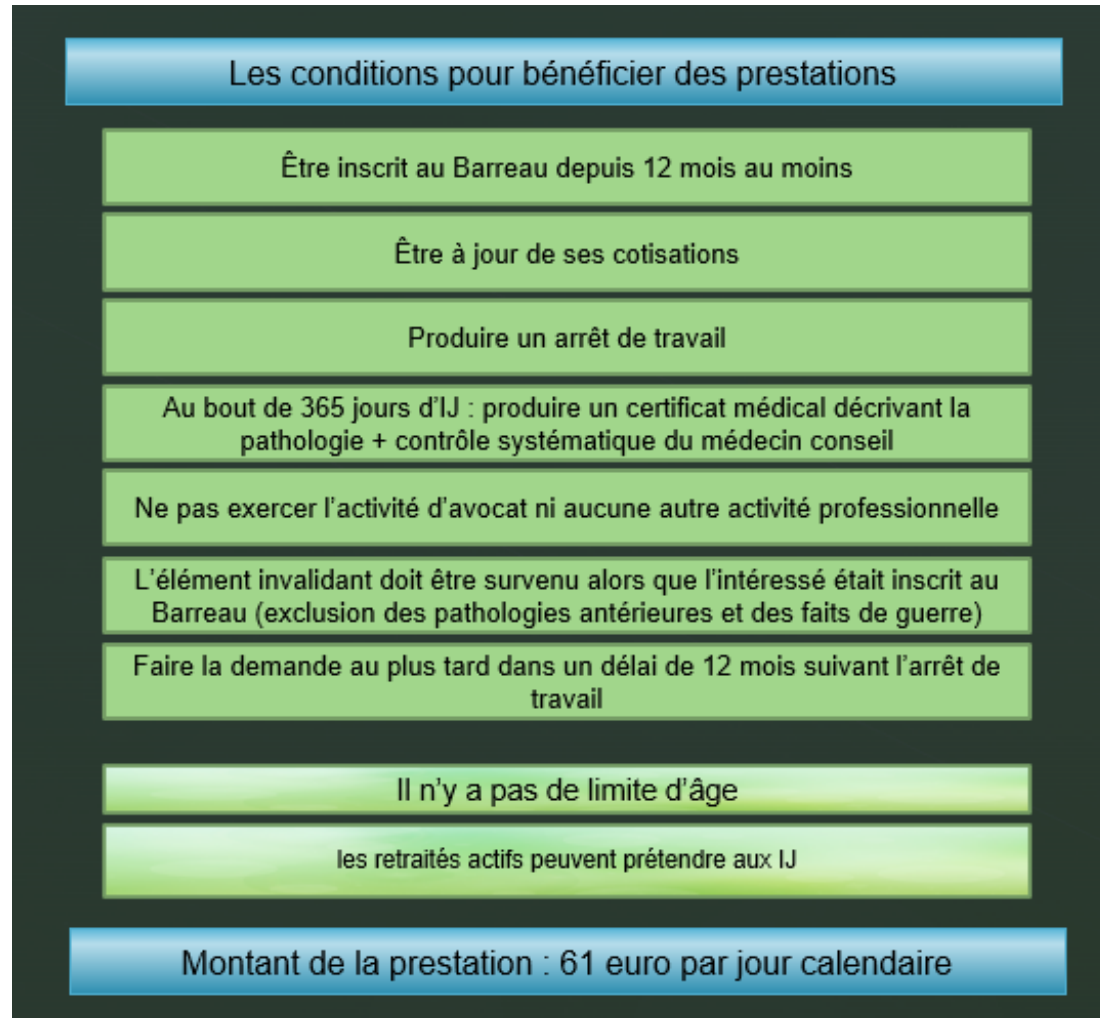 Les conditions pour bénéficier des prestations
Être inscrit au Barreau depuis 12 mois au moins
Être à jour de ses cotisations
Produire un arrêt de travail
Au bout de 365 jours d’IJ : produire un certificat médical décrivant la
pathologie + contrôle systématique du médecin conseil
Ne pas exercer l’activité d’avocat ni aucune autre activité professionnelle
L’élément invalidant doit être survenu alors que l’intéressé était inscrit au
Barreau (exclusion des pathologies antérieures et des faits de guerre)
Faire la demande au plus tard dans un délai de 12 mois suivant l’arrêt de
travail
Il n’y a pas de limite d’âge
les retraités actifs peuvent prétendre aux IJ
Montant de la prestation : 61 euro par jour calendaire